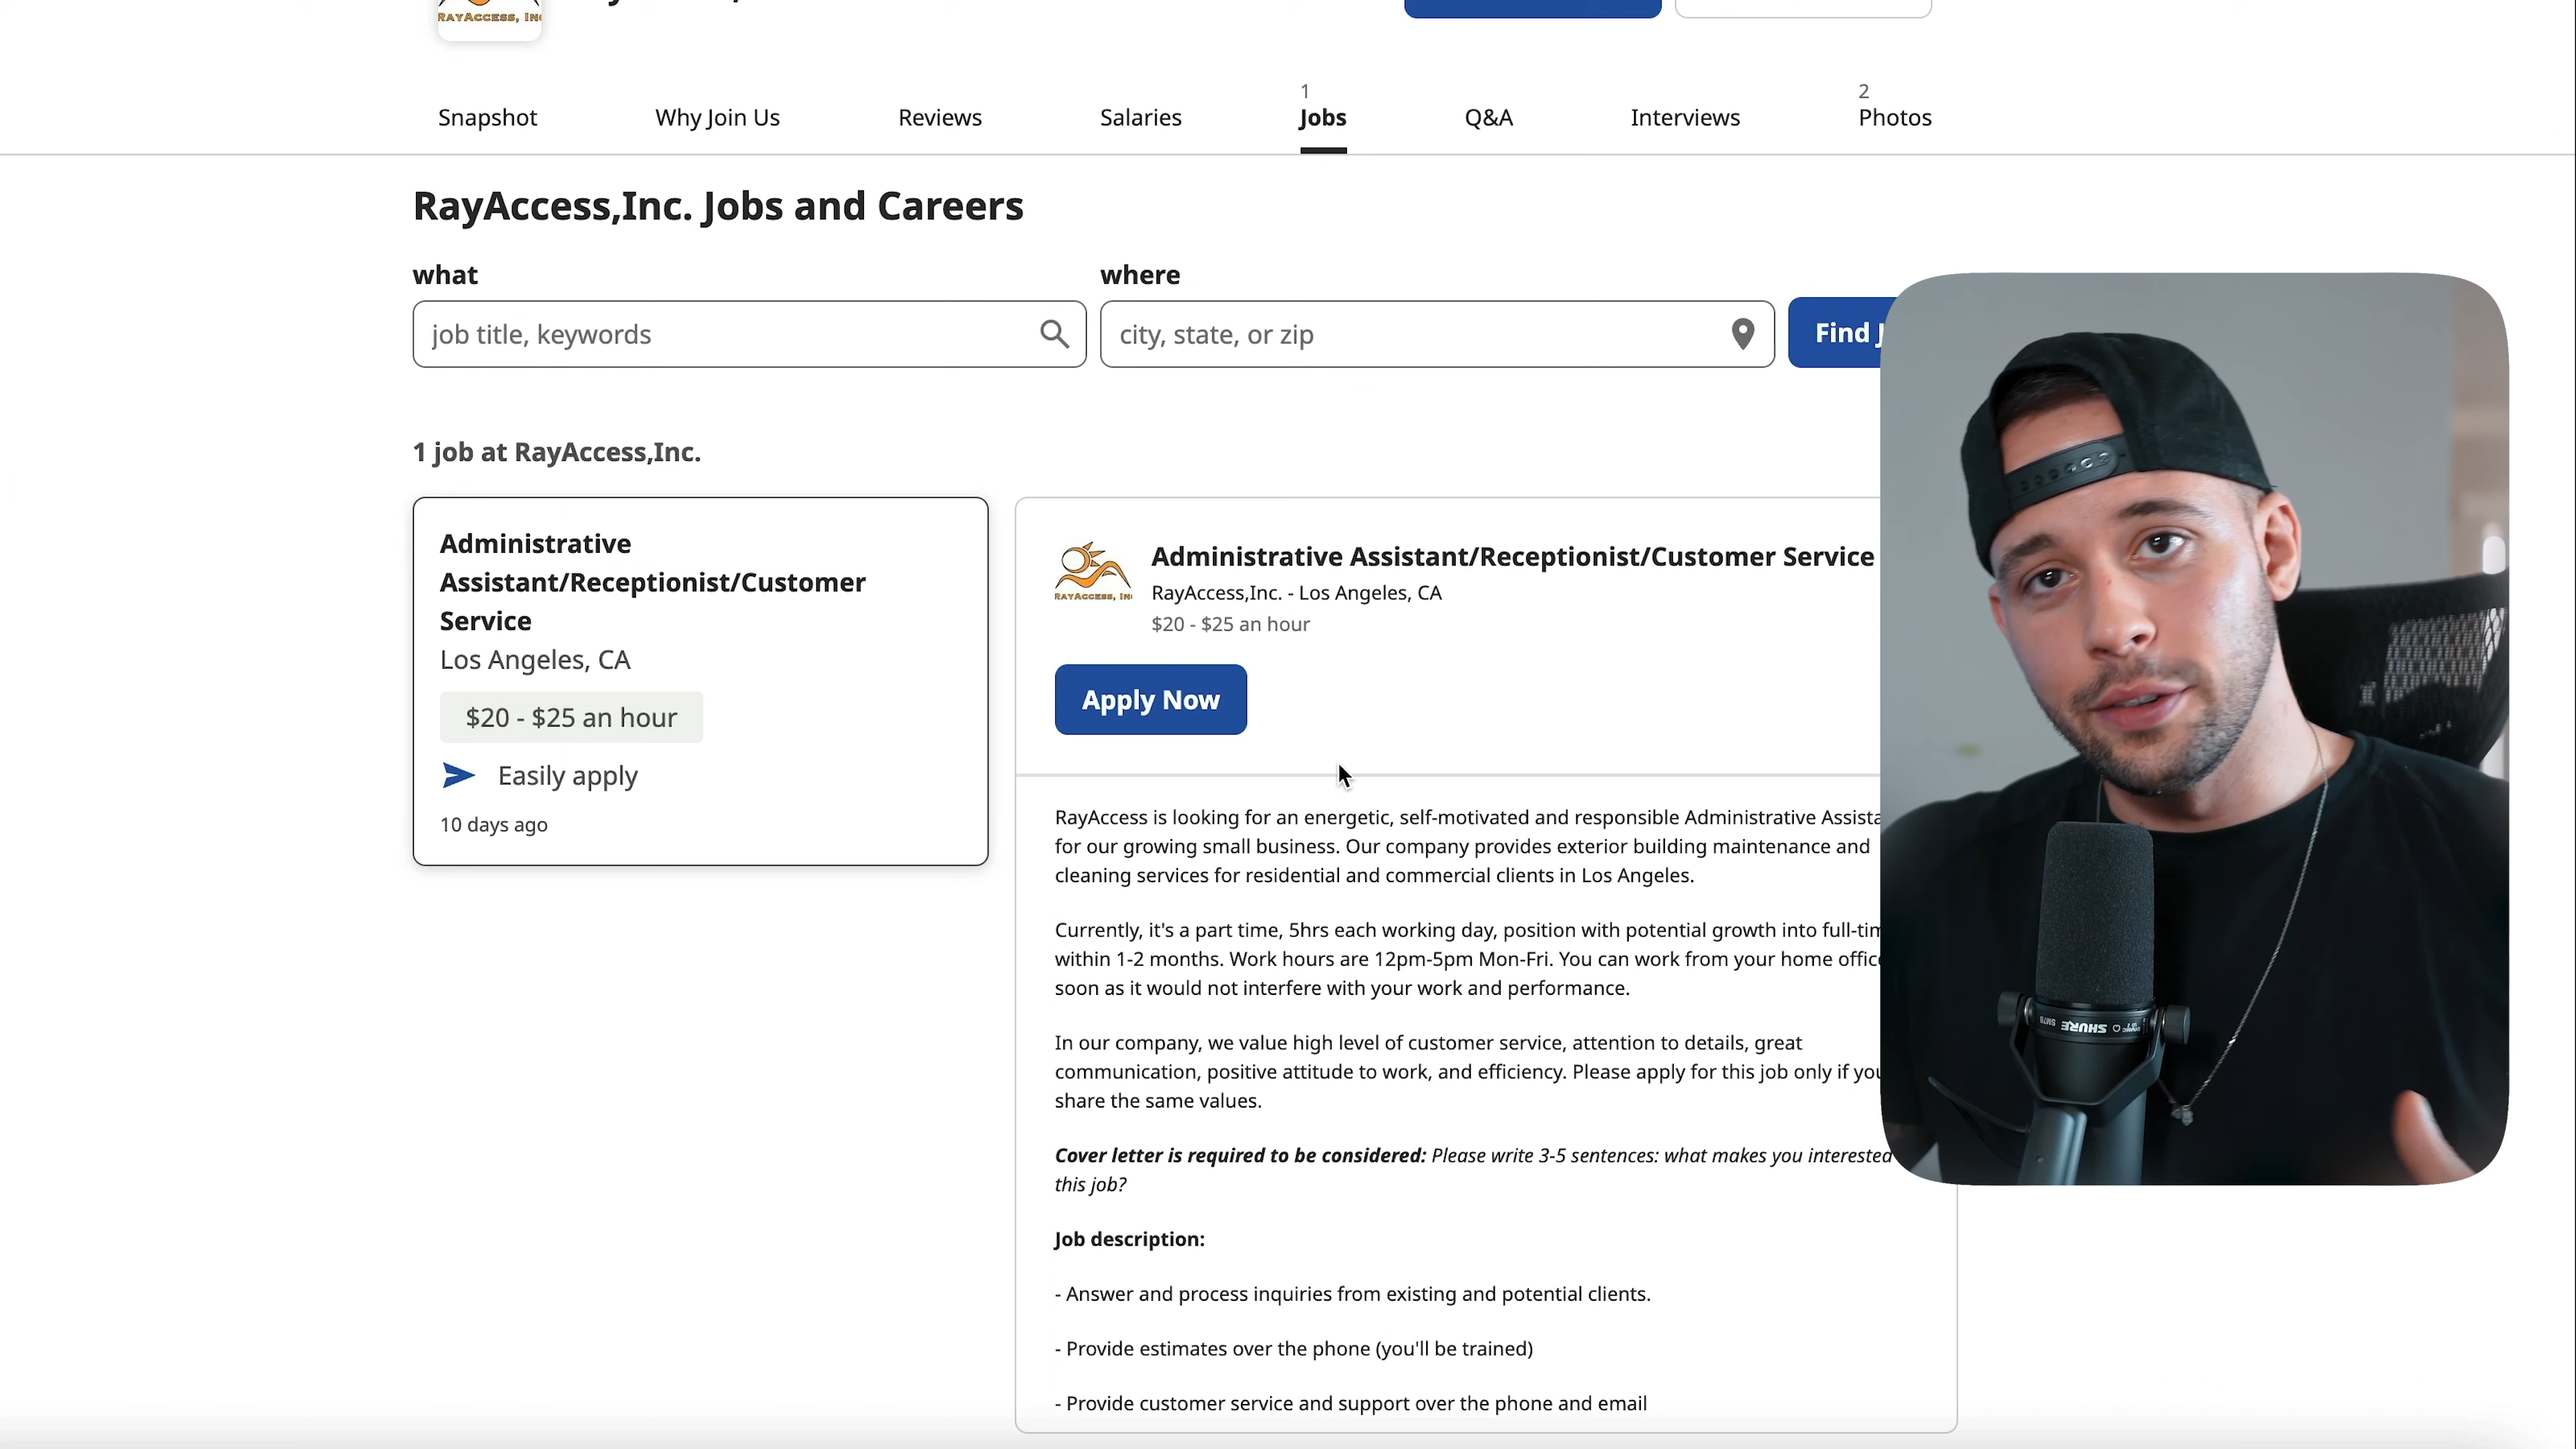 RAYACCESS, INC
Snapshot
Why Join Us
Reviews
Salaries
1
Jobs
Q&A
Interviews
2
Photos
RayAccess,Inc. Jobs and Careers
what
where
job title, keywords
city, state, or zip
Find
1 job at RayAccess,Inc.
Administrative
Assistant/Receptionist/Customer
Service
Los Angeles, CA
$20 - $25 an hour
Easily apply
10 days ago
RAYACCESS, IN
Administrative Assistant/Receptionist/Customer Service
RayAccess,Inc. - Los Angeles, CA
$20 - $25 an hour
Apply Now
RayAccess is looking for an energetic, self-motivated and responsible Administrative Assista
for our growing small business. Our company provides exterior building maintenance and
cleaning services for residential and commercial clients in Los Angeles.
Currently, it's a part time, 5hrs each working day, position with potential growth into full-tim
within 1-2 months. Work hours are 12pm-5pm Mon-Fri. You can work from your home offic
soon as it would not interfere with your work and performance.
In our company, we value high level of customer service, attention to details, great
communication, positive attitude to work, and efficiency. Please apply for this job only if you
share the same values.
Cover letter is required to be considered: Please write 3-5 sentences: what makes you interested
this job?
Job description:
- Answer and process inquiries from existing and potential clients.
- Provide estimates over the phone (you'll be trained)
- Provide customer service and support over the phone and email
SHURE
SM7B